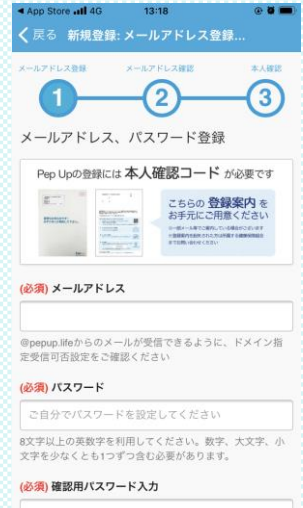 App Store 4G 13:18
戻る 新規登録: メールアドレス登録...
メールアドレス登録 メールアドレス確認 本人確認
1 2 3
メールアドレス、パスワード登録
Pep Upの登録には 本人確認コード が必要です
こちらの 登録案内 を
お手元にご用意ください
(必須) メールアドレス
@pepup.lifeからのメールが受信できるように、ドメイン指
定受信可否設定をご確認ください
(必須) パスワード
ご自分でパスワードを設定してください
8文字以上の英数字を利用してください。数字、大文字、小
文字を少なくとも1つずつ含む必要があります。
(必須) 確認用パスワード入力